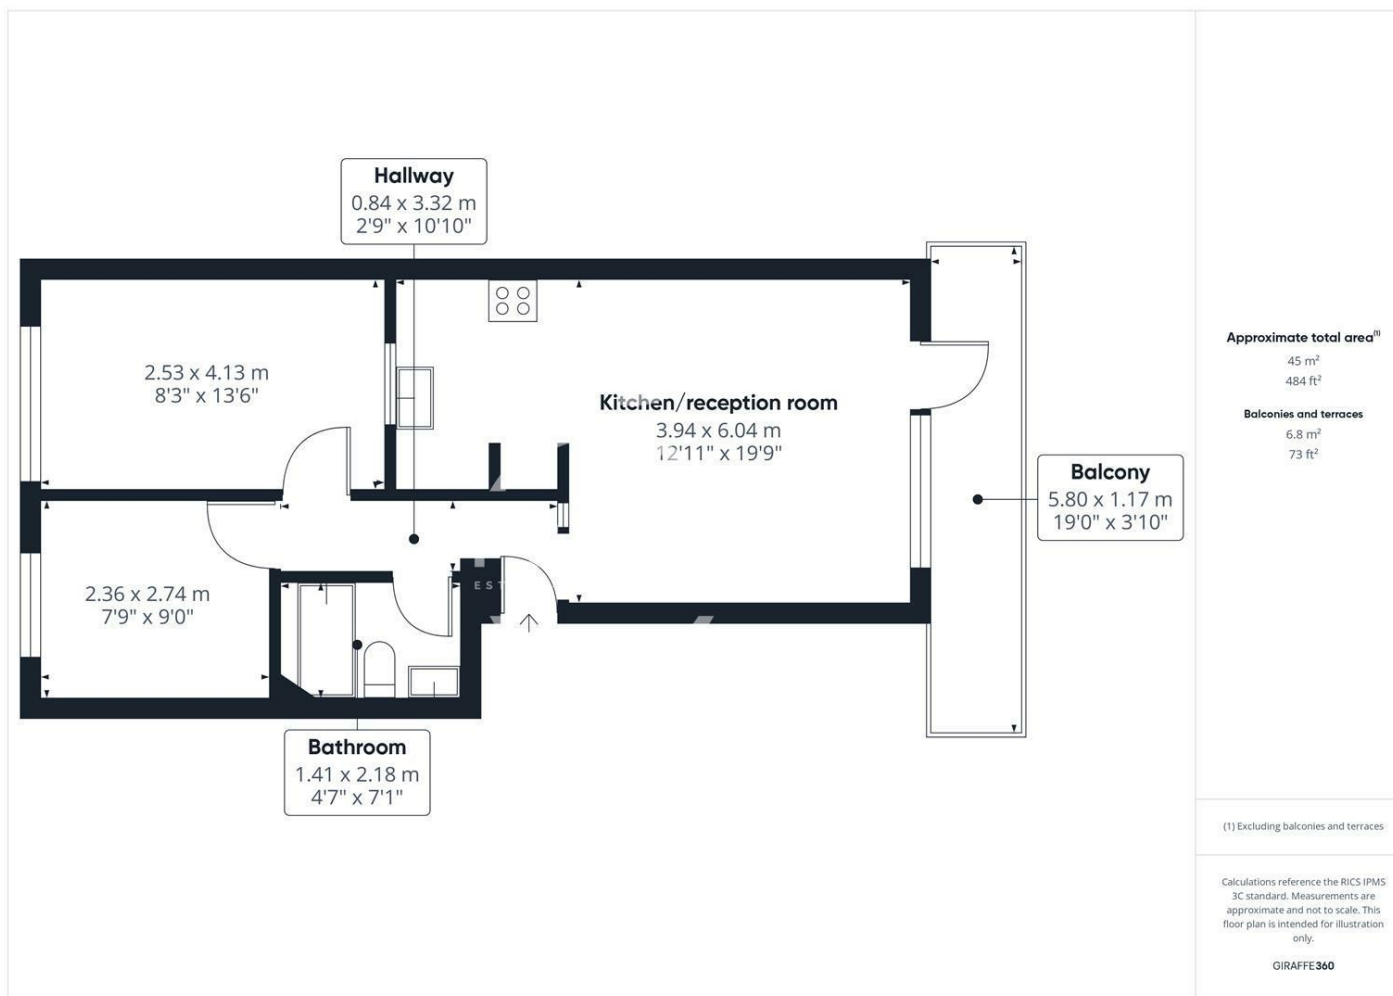 Hallway
0.84 x 3.32 m
2'9" x 10'10"
2.53 x 4.13 m
8'3" x 13'6"
Kitchen/reception room
3.94 x 6.04 m
12'11" x 19'9"
Balcony
5.80 x 1.17 m
19'0" x 3'10"
2.36 x 2.74 m
7'9" x 9'0"
Bathroom
1.41 x 2.18 m
4'7" x 7'1"
Approximate total area(1)
45 m²
484 ft²
Balconies and terraces
6.8 m²
73 ft²
(1) Excluding balconies and terraces
Calculations reference the RICS IPMS
3C standard. Measurements are
approximate and not to scale. This
floor plan is intended for illustration
only.
GIRAFFE360